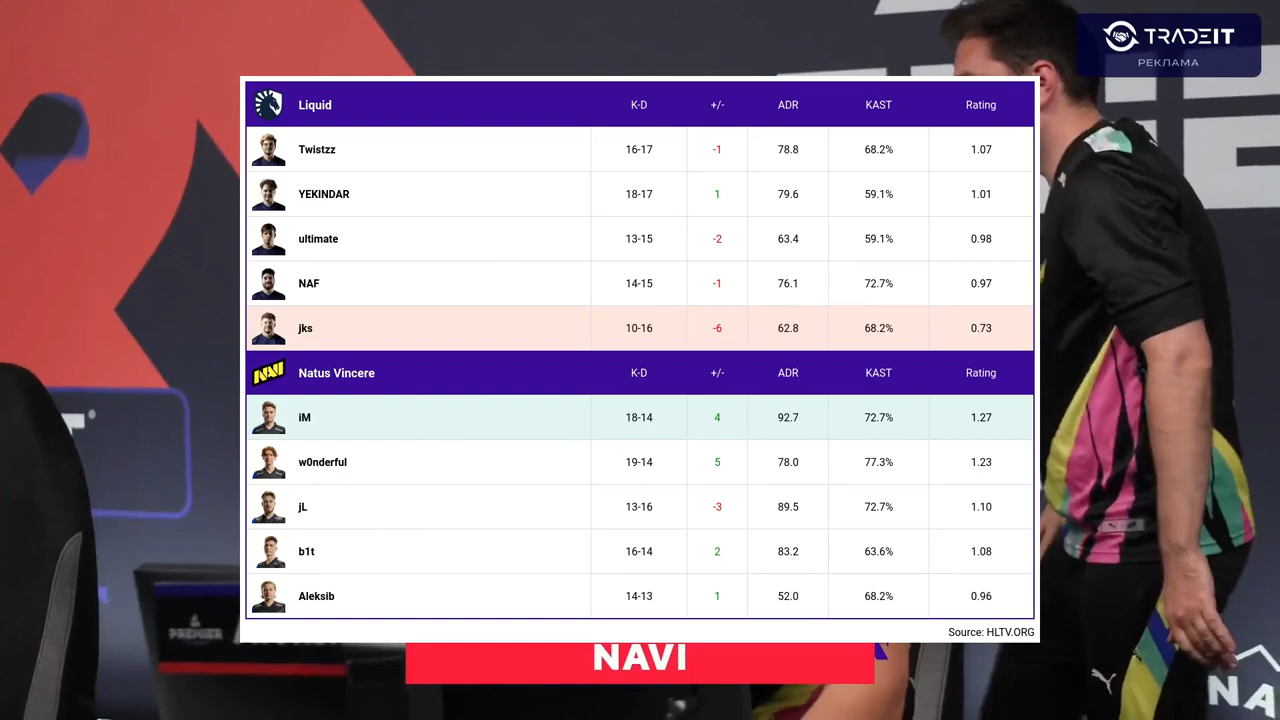 TRADEIT
РЕКЛАМА
Liquid K-D +/- ADR KAST Rating
Twistzz 16-17 -1 78.8 68.2% 1.07
YEKINDAR 18-17 1 79.6 59.1% 1.01
ultimate 13-15 -2 63.4 59.1% 0.98
NAF 14-15 -1 76.1 72.7% 0.97
jks 10-16 -6 62.8 68.2% 0.73
NAVI Natus Vincere K-D +/- ADR KAST Rating
iM 18-14 4 92.7 72.7% 1.27
w0nderful 19-14 5 78.0 77.3% 1.23
jL 13-16 -3 89.5 72.7% 1.10
b1t 16-14 2 83.2 63.6% 1.08
Aleksib 14-13 1 52.0 68.2% 0.96
Source: HLTV.ORG
PREMIER
NAVI
NA